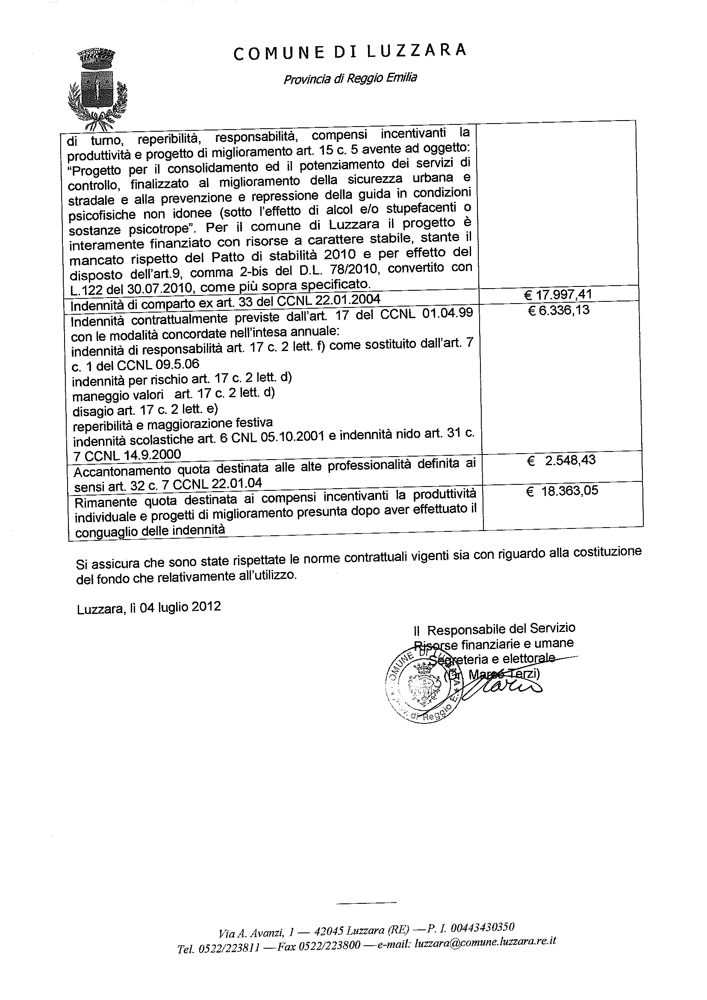 COMUNE DI LUZZARA
Provincia di Reggio Emilia
di turno, reperibilità, responsabilità, compensi incentivanti la
produttività e progetto di miglioramento art. 15 c. 5 avente ad oggetto:
“Progetto per il consolidamento ed il potenziamento dei servizi di
controllo, finalizzato al miglioramento della sicurezza urbana e
stradale e alla prevenzione e repressione della guida in condizioni
psicofisiche non idonee (sotto l'effetto di alcol e/o stupefacenti o
sostanze psicotrope”. Per il comune di Luzzara il progetto è
interamente finanziato con risorse a carattere stabile, stante il
mancato rispetto del Patto di stabilità 2010 e per effetto del
disposto dell'art.9, comma 2-bis del D.L. 78/2010, convertito con
L.122 del 30.07.2010, come più sopra specificato.
Indennità di comparto ex art. 33 del CCNL 22.01.2004 € 17.997,41
Indennità contrattualmente previste dall'art. 17 del CCNL 01.04.99 € 6.336,13
con le modalità concordate nell'intesa annuale:
indennità di responsabilità art. 17 c. 2 lett. f) come sostituito dall'art. 7
c. 1 del CCNL 09.5.06
indennità per rischio art. 17 c. 2 lett. d)
maneggio valori art. 17 c. 2 lett. d)
disagio art. 17 c. 2 lett. e)
reperibilità e maggiorazione festiva
indennità scolastiche art. 6 CNL 05.10.2001 e indennità nido art. 31 c.
7 CCNL 14.9.2000
Accantonamento quota destinata alle alte professionalità definita ai € 2.548,43
sensi art. 32 c. 7 CCNL 22.01.04
Rimanente quota destinata ai compensi incentivanti la produttività € 18.363,05
individuale e progetti di miglioramento presunta dopo aver effettuato il
conguaglio delle indennità
Si assicura che sono state rispettate le norme contrattuali vigenti sia con riguardo alla costituzione
del fondo che relativamente all'utilizzo.
Luzzara, lì 04 luglio 2012
Il Responsabile del Servizio
Risorse finanziarie e umane
Segreteria e elettorale
(Dr. Marco Terzi)
COMUNE DI LUZZARA
Prov. di Reggio E.
Via A. Avanzi, 1 — 42045 Luzzara (RE) —P. I. 00443430350
Tel. 0522/223811 —Fax 0522/223800 —e-mail: luzzara@comune.luzzara.re.it